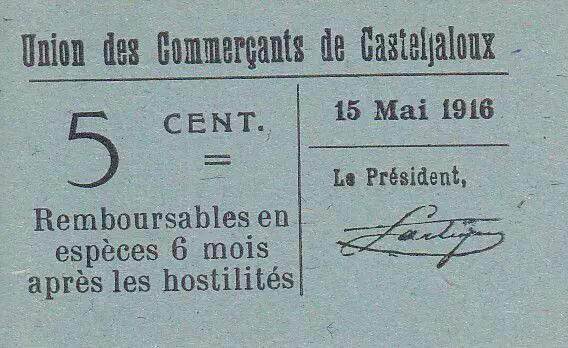 Union des Commerçants de Casteljaloux
5 CENT.
=
Remboursables en
espèces 6 mois
après les hostilités
15 Mai 1916
Le Président,
Lartigue